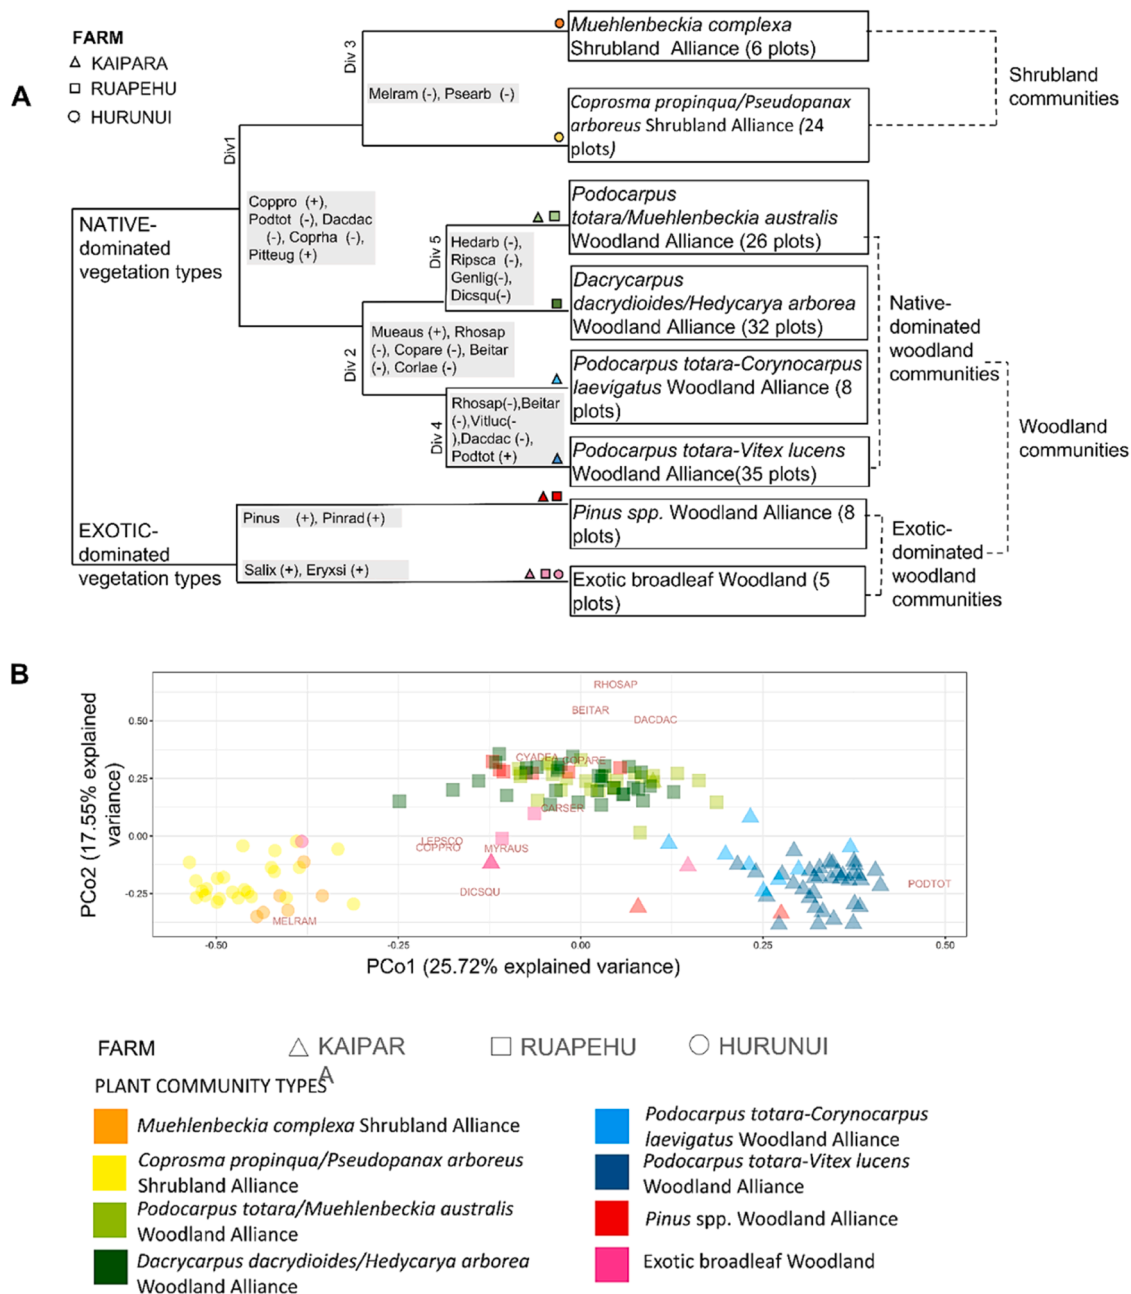 A
FARM
KAIPARA
RUAPEHU
HURUNUI
Div 3
Melram (-), Psearb (-)
Muehlenbeckia complexa
Shrubland Alliance (6 plots)
Coprosma propinqua/Pseudopanax
arboreus Shrubland Alliance (24
plots)
Shrubland
communities
Div1
NATIVE-
dominated
vegetation types
Coppro (+),
Podtot (-), Dacdac
(-), Coprha (-),
Pitteug (+)
Div 5
Hedarb (-),
Ripsca (-),
Genlig(-),
Dicsqu(-)
Podocarpus
totara/Muehlenbeckia australis
Woodland Alliance (26 plots)
Dacrycarpus
dacrydioides/Hedycarya arborea
Woodland Alliance (32 plots)
Div 2
Mueaus (+), Rhosap
(-), Copare (-), Beitar
(-), Corlae (-)
Div 4
Rhosap(-),Beitar
(-),Vitluc(-
),Dacdac (-),
Podtot (+)
Podocarpus totara-Corynocarpus
laevigatus Woodland Alliance (8
plots)
Podocarpus totara-Vitex lucens
Woodland Alliance(35 plots)
Native-
dominated
woodland
communities
Woodland
communities
EXOTIC-
dominated
vegetation types
Pinus (+), Pinrad(+)
Salix (+), Eryxsi (+)
Pinus spp. Woodland Alliance (8
plots)
Exotic broadleaf Woodland (5
plots)
Exotic-
dominated
woodland
communities
B
PCo2 (17.55% explained
variance)
0.50
0.25
0.00
-0.25
RHOSAP
BEITAR
DACDAC
CYADEA
COPARE
CARSER
LEPSCO
COPPRO
MYRAUS
DICSQU
PODTOT
MELRAM
-0.50
-0.25
0.00
0.25
0.50
PCo1 (25.72% explained variance)
FARM
KAIPAR
A
RUAPEHU
HURUNUI
PLANT COMMUNITY TYPES
Muehlenbeckia complexa Shrubland Alliance
Coprosma propinqua/Pseudopanax arboreus
Shrubland Alliance
Podocarpus totara/Muehlenbeckia australis
Woodland Alliance
Dacrycarpus dacrydioides/Hedycarya arborea
Woodland Alliance
Podocarpus totara-Corynocarpus
laevigatus Woodland Alliance
Podocarpus totara-Vitex lucens
Woodland Alliance
Pinus spp. Woodland Alliance
Exotic broadleaf Woodland